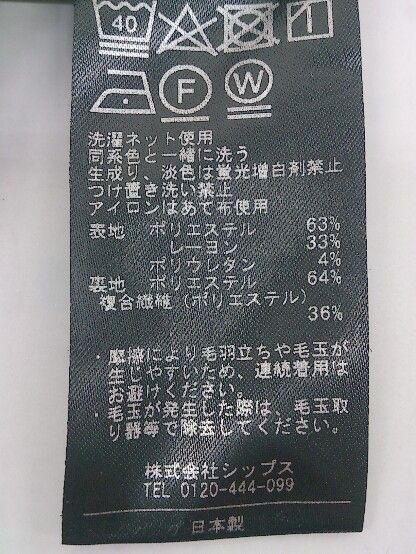 40
F
W
洗濯ネット使用
同系色と一緒に洗う
生成り、淡色は蛍光増白剤禁止
つけ置き洗い禁止
アイロンはあて布使用
表地 ポリエステル 63%
レーヨン 33%
ポリウレタン 4%
裏地 ポリエステル 64%
複合繊維(ポリエステル)
36%
・摩擦により毛羽立ちや毛玉が
生じやすいため、連続着用は
お避けください。
・毛玉が発生した際は、毛玉取
り器等で除去してください。
株式会社シップス
TEL 0120-444-099
日本製